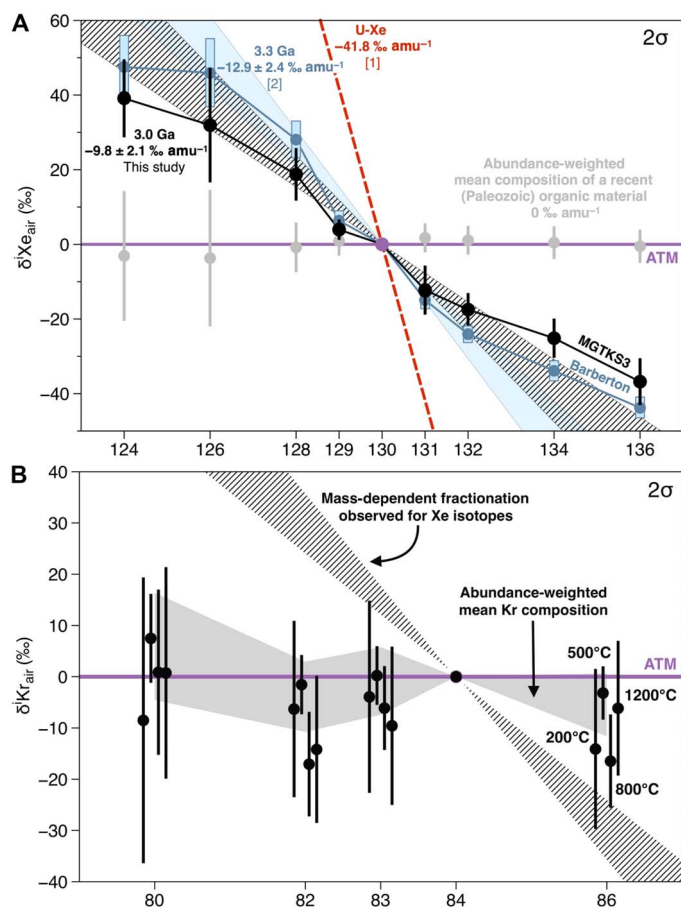 A
60
40
20
0
−20
−40
δⁱXeₐᵢᵣ (‰)
U-Xe
−41.8 ‰ amu⁻¹
[1]
2σ
3.3 Ga
−12.9 ± 2.4 ‰ amu⁻¹
[2]
3.0 Ga
−9.8 ± 2.1 ‰ amu⁻¹
This study
Abundance-weighted
mean composition of a recent
(Paleozoic) organic material
0 ‰ amu⁻¹
ATM
MGTKS3
Barberton
124 126 128 129 130 131 132 134 136
B
40
30
20
10
0
−10
−20
−30
−40
δⁱKrₐᵢᵣ (‰)
2σ
Mass-dependent fractionation
observed for Xe isotopes
Abundance-weighted
mean Kr composition
ATM
500°C
1200°C
200°C
800°C
80 82 83 84 86